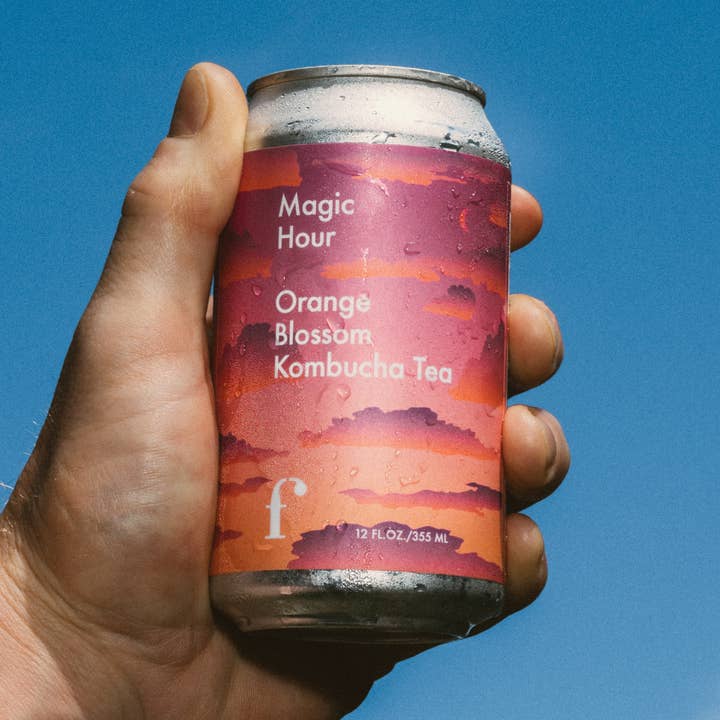 Magic
Hour
Orange
Blossom
Kombucha Tea
f
12 FL.OZ./355 ML